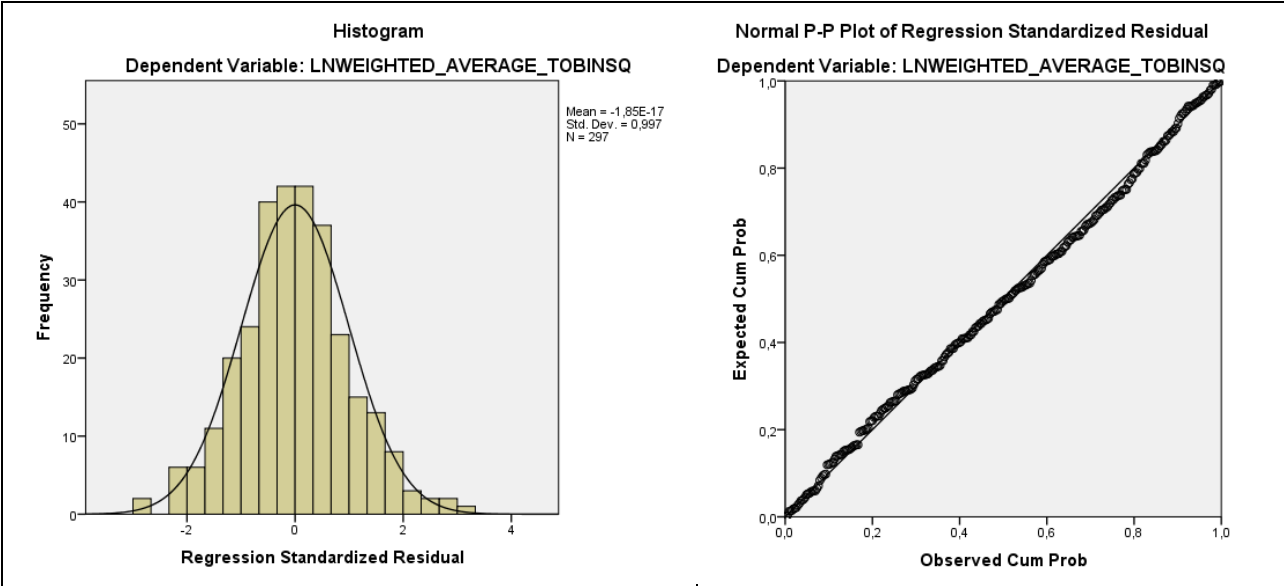 Histogram
Dependent Variable: LNWEIGHTED_AVERAGE_TOBINSQ
Mean = -1,85E-17
Std. Dev. = 0,997
N = 297
50
40
30
20
10
0
Frequency
-2
0
2
4
Regression Standardized Residual
Normal P-P Plot of Regression Standardized Residual
Dependent Variable: LNWEIGHTED_AVERAGE_TOBINSQ
1,0
0,8
0,6
0,4
0,2
0,0
Expected Cum Prob
0,0
0,2
0,4
0,6
0,8
1,0
Observed Cum Prob